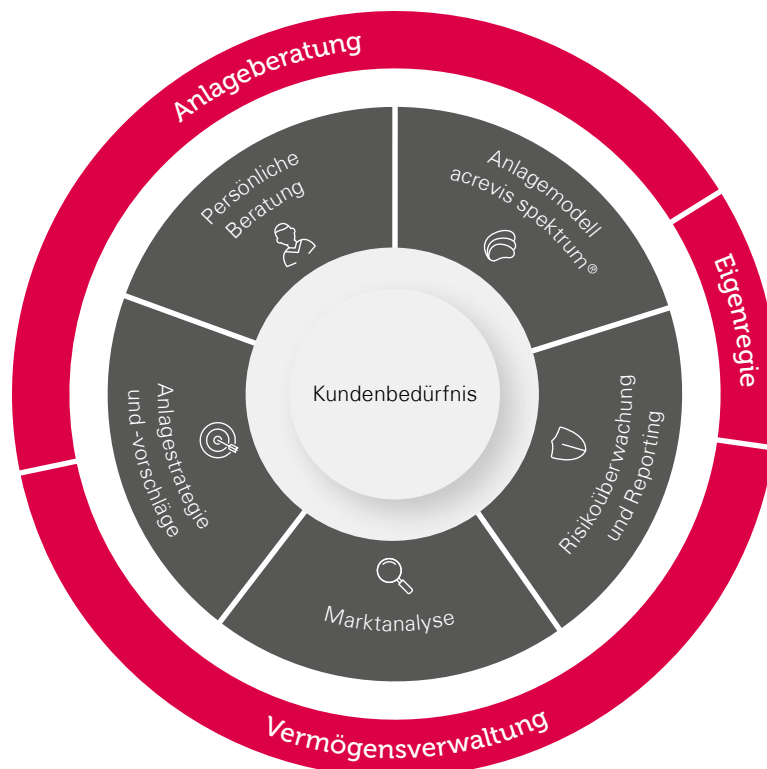 Anlageberatung
Eigenregie
Vermögensverwaltung
Persönliche
Beratung
Anlagemodell
acrevis spektrum®
Risikoüberwachung
und Reporting
Marktanalyse
Anlagestrategie
und -vorschläge
Kundenbedürfnis